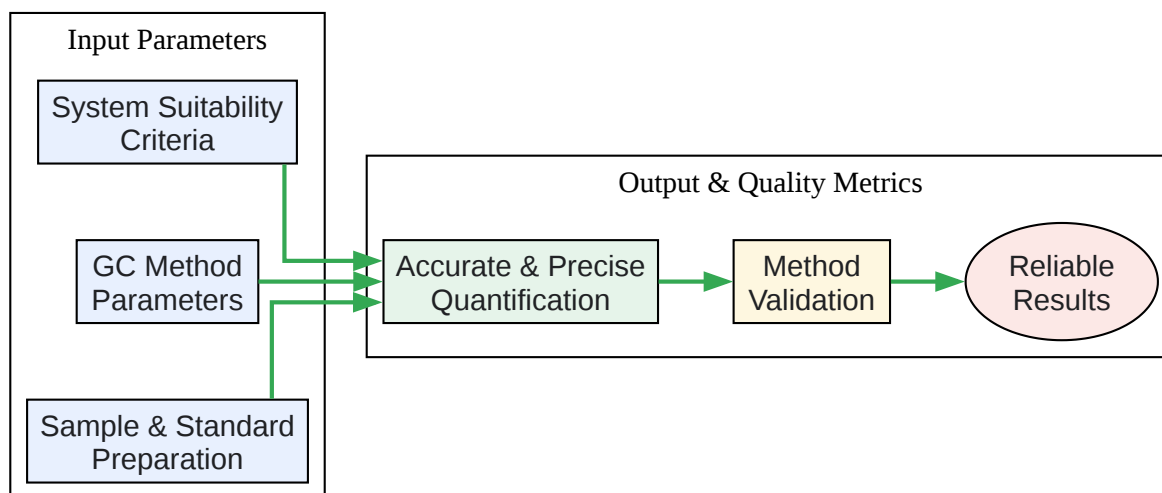 Input Parameters
System Suitability
Criteria
GC Method
Parameters
Sample & Standard
Preparation
Output & Quality Metrics
Accurate & Precise
Quantification
Method
Validation
Reliable
Results